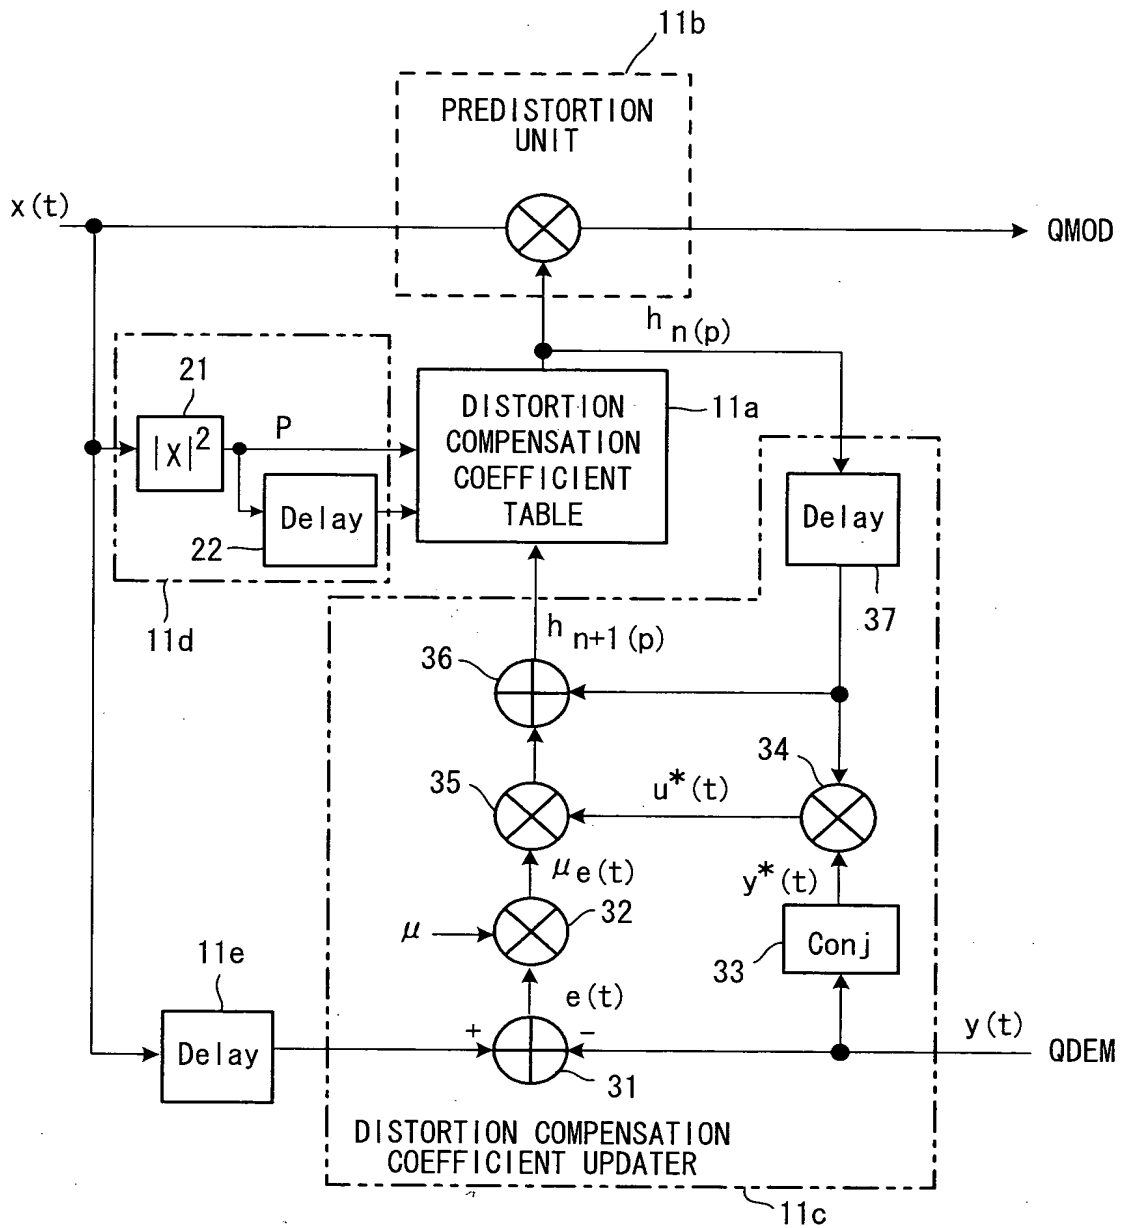 11b
PREDISTORTION
UNIT
x(t)
QMOD
h n(p)
21
|X|²
P
Delay
22
11d
DISTORTION
COMPENSATION
COEFFICIENT
TABLE
11a
Delay
37
h n+1(p)
36
35
u*(t)
34
μe(t)
y*(t)
μ
32
Conj
33
11e
Delay
e(t)
+
−
31
y(t)
QDEM
DISTORTION COMPENSATION
COEFFICIENT UPDATER
11c